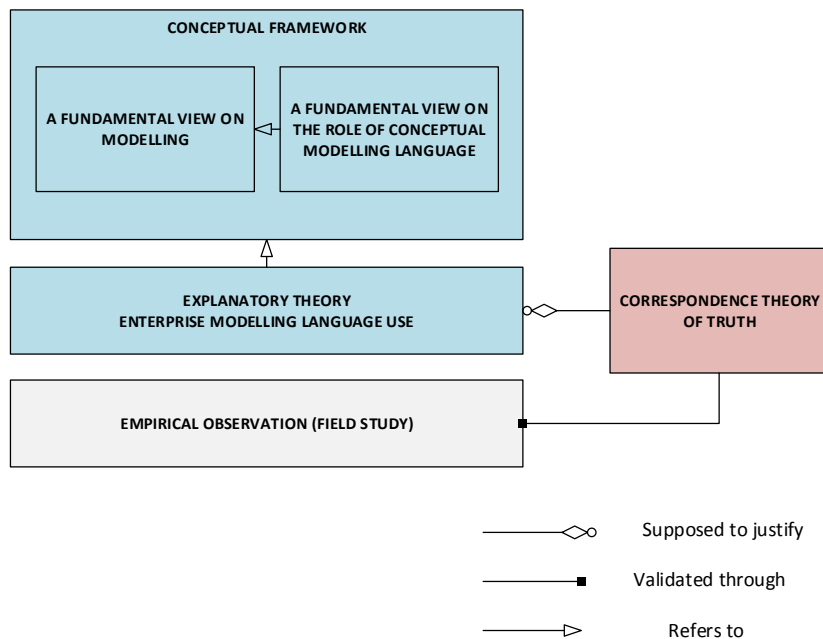 CONCEPTUAL FRAMEWORK
A FUNDAMENTAL VIEW ON
MODELLING
A FUNDAMENTAL VIEW ON
THE ROLE OF CONCEPTUAL
MODELLING LANGUAGE
EXPLANATORY THEORY
ENTERPRISE MODELLING LANGUAGE USE
CORRESPONDENCE THEORY
OF TRUTH
EMPIRICAL OBSERVATION (FIELD STUDY)
Supposed to justify
Validated through
Refers to